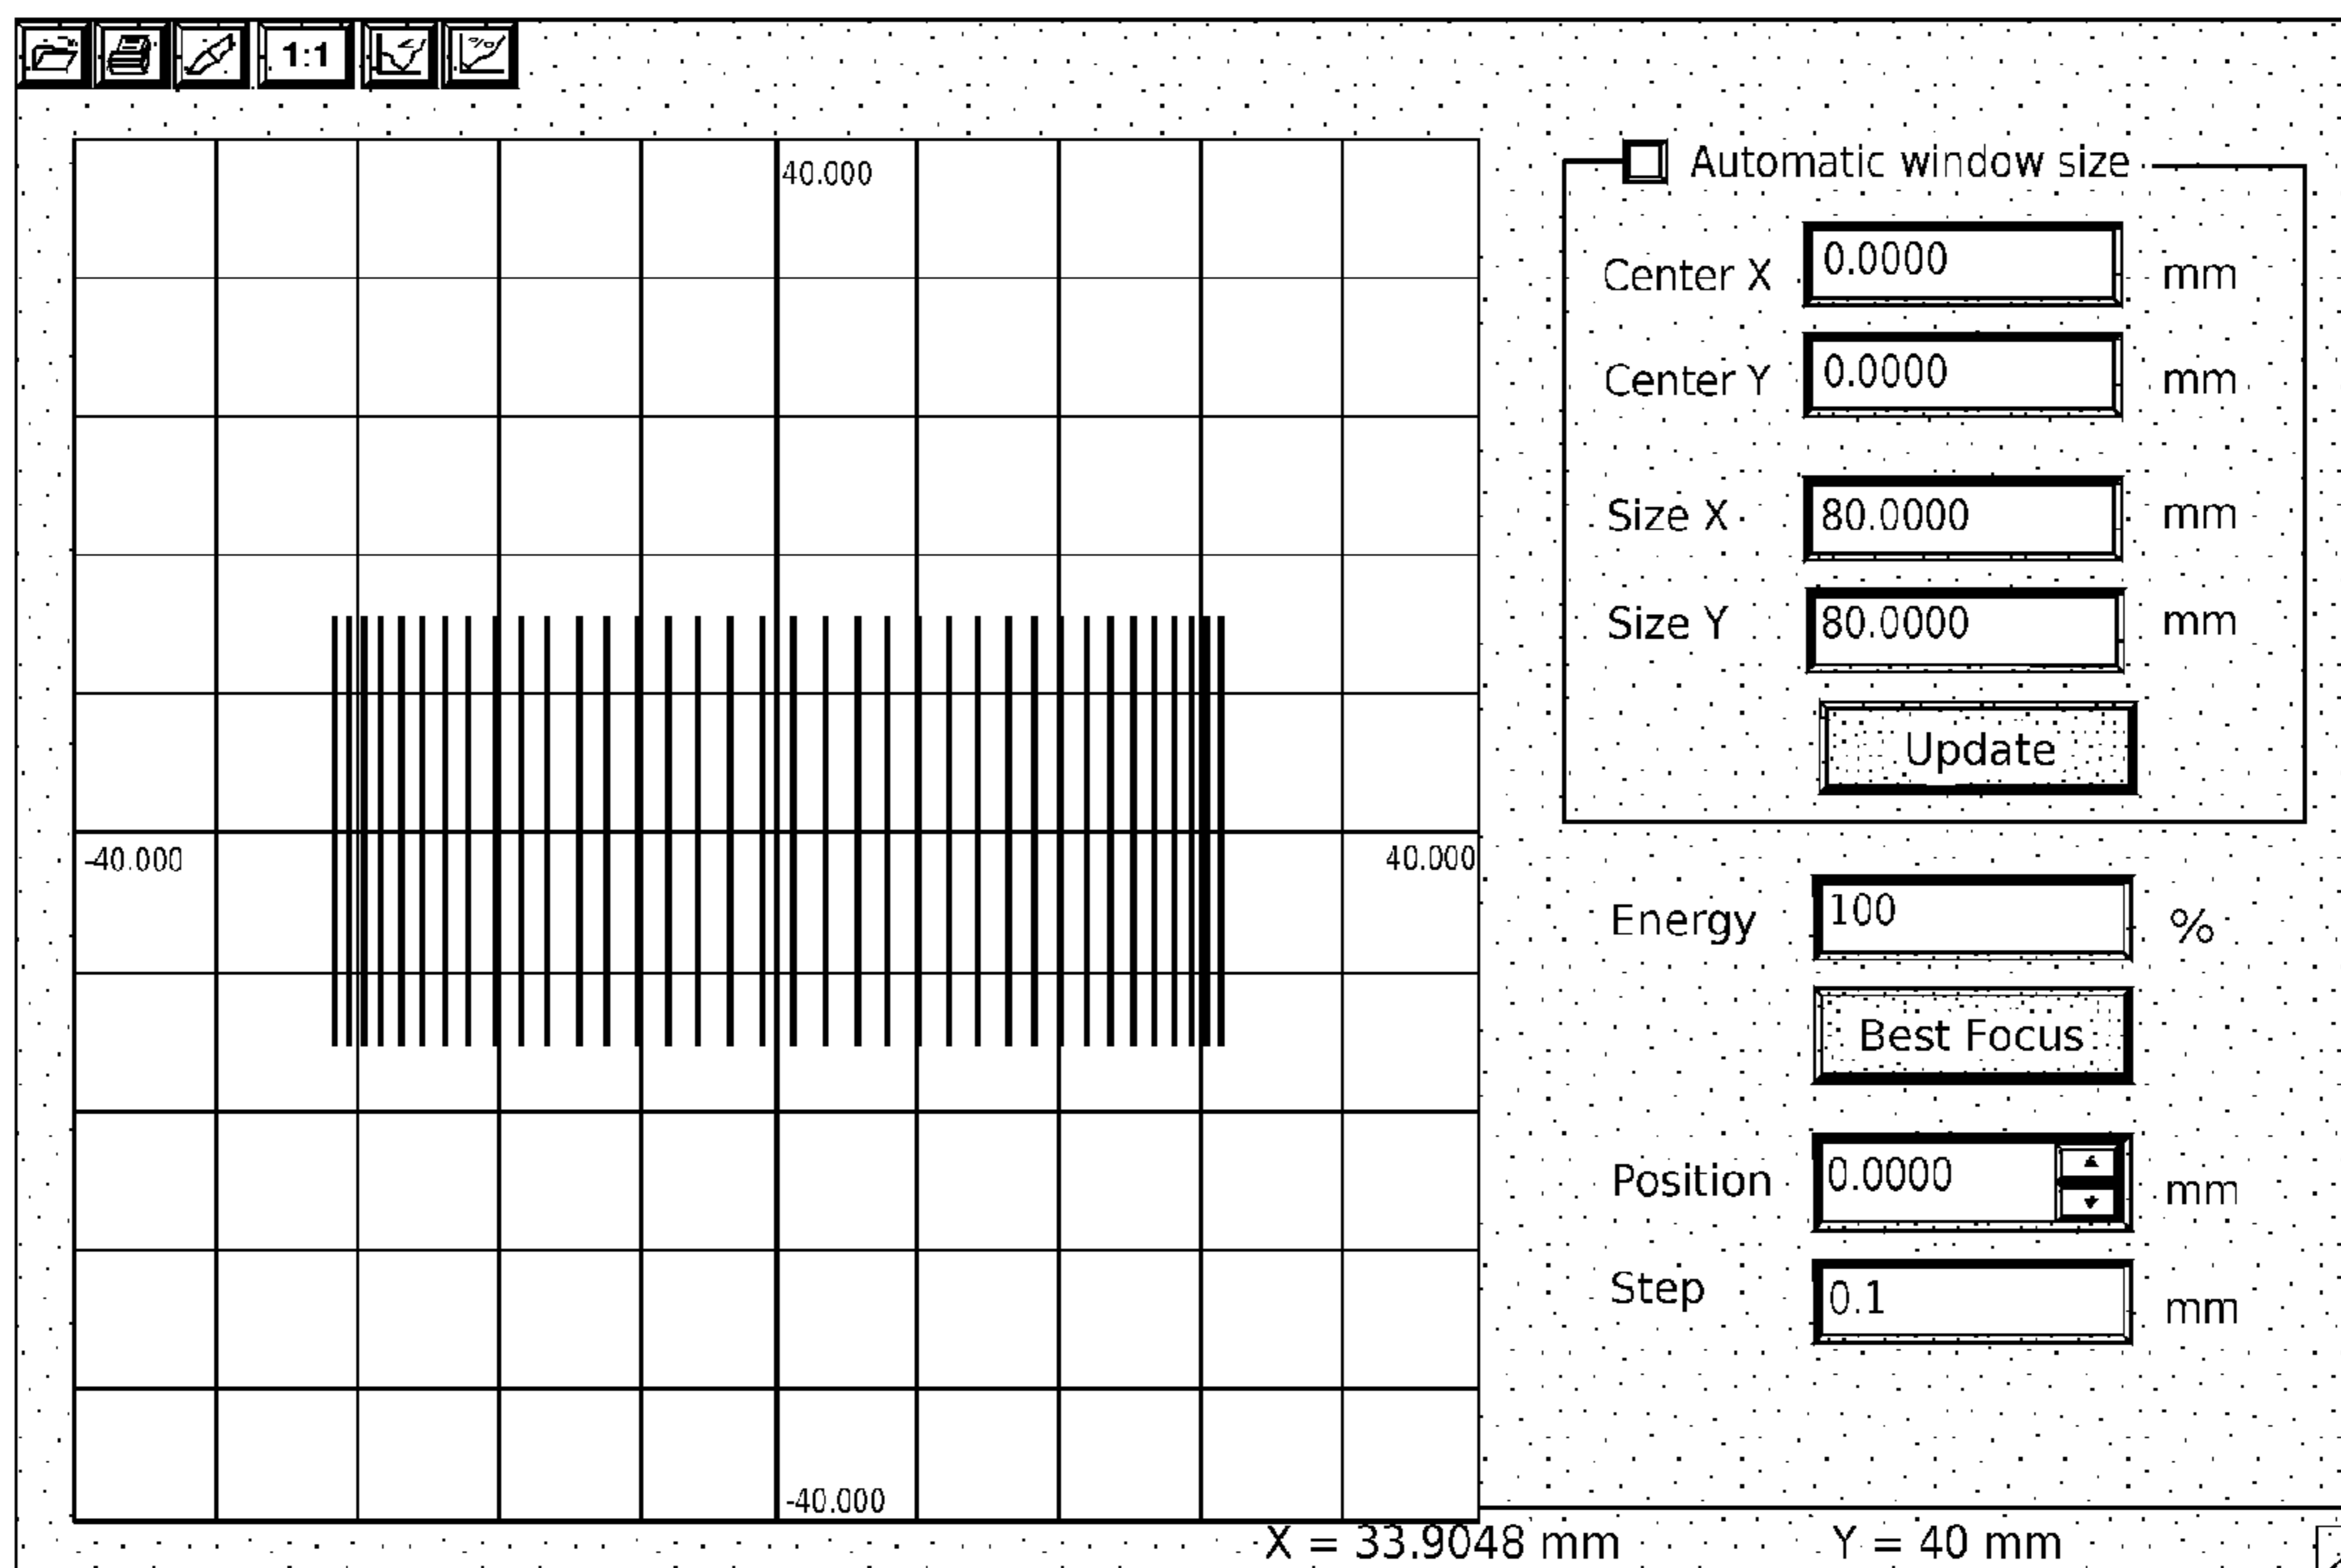 1:1
40.000
Automatic window size
Center X 0.0000 mm
Center Y 0.0000 mm
Size X 80.0000 mm
Size Y 80.0000 mm
Update
-40.000
40.000
Energy 100 %
Best Focus
Position 0.0000 mm
Step 0.1 mm
-40.000
X = 33.9048 mm Y = 40 mm